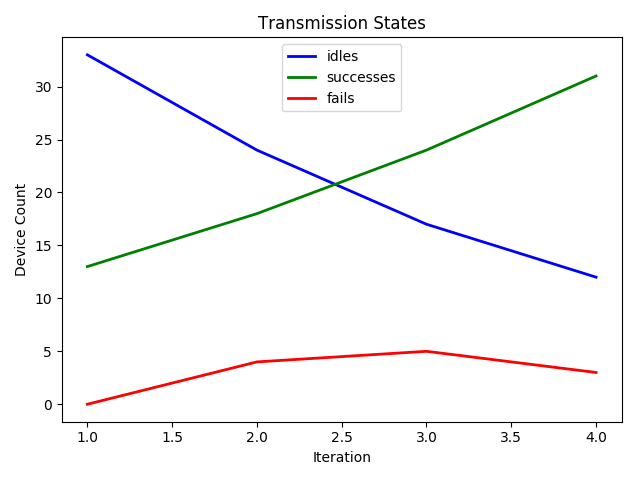 Transmission States
idles
successes
fails
Device Count
30
25
20
15
10
5
0
1.0 1.5 2.0 2.5 3.0 3.5 4.0
Iteration